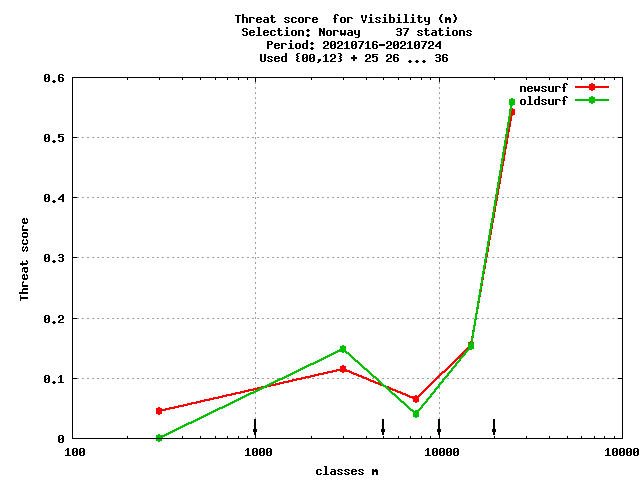 Threat score  for Visibility (m)
Selection: Norway     37 stations
Period: 20210716-20210724
Used {00,12} + 25 26 ... 36
newsurf
oldsurf
0.6
0.5
0.4
0.3
0.2
0.1
0
Threat score
100
1000
10000
10000
classes m